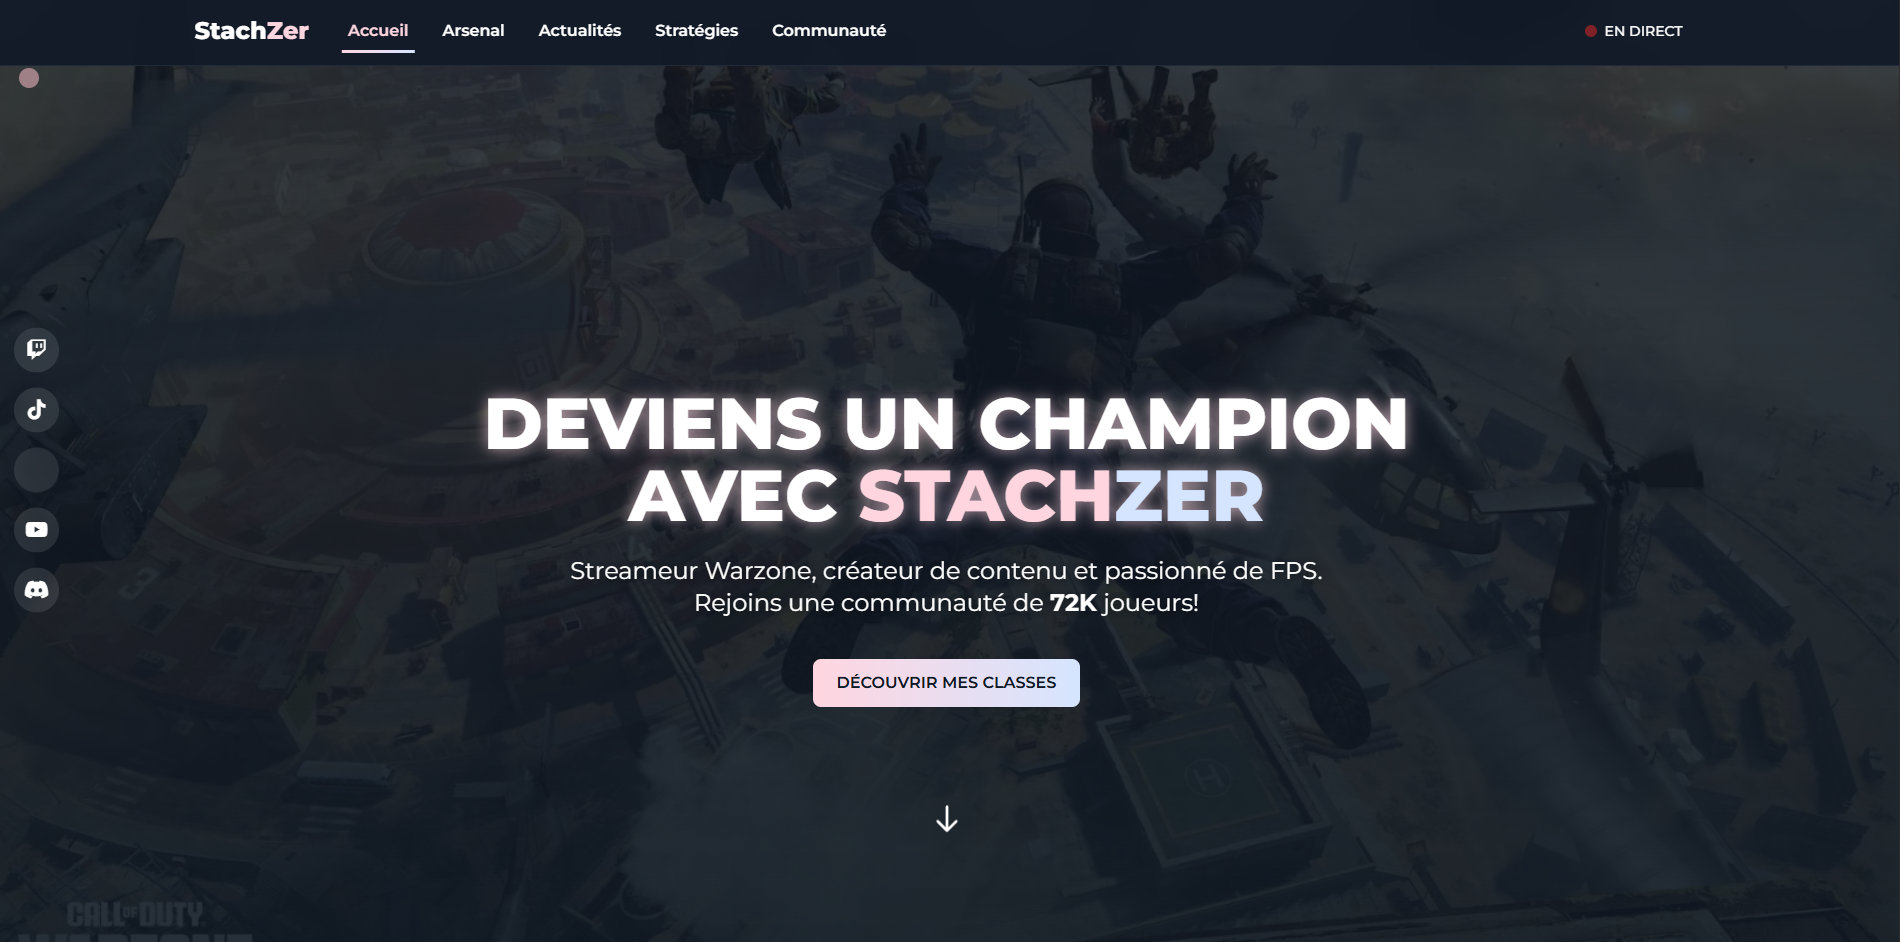 StachZer
Accueil
Arsenal
Actualités
Stratégies
Communauté
EN DIRECT
DEVIENS UN CHAMPION
AVEC STACHZER
Streameur Warzone, créateur de contenu et passionné de FPS.
Rejoins une communauté de 72K joueurs!
DÉCOUVRIR MES CLASSES
H
CALL OF DUTY